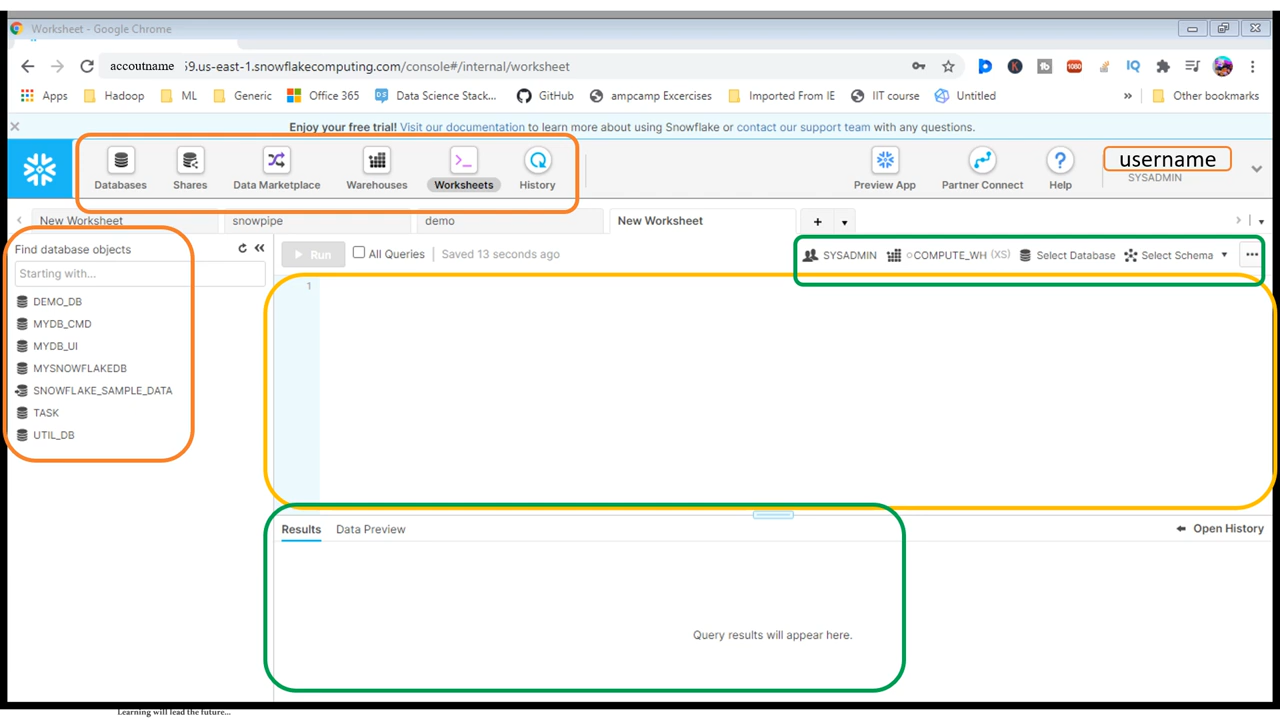 Worksheet - Google Chrome
accoutname 59.us-east-1.snowflakecomputing.com/console#/internal/worksheet
Apps Hadoop ML Generic Office 365 Data Science Stack... GitHub ampcamp Excercises Imported From IE IIT course Untitled » Other bookmarks
Enjoy your free trial! Visit our documentation to learn more about using Snowflake or contact our support team with any questions.
Databases Shares Data Marketplace Warehouses Worksheets History Preview App Partner Connect Help
username
SYSADMIN
New Worksheet snowpipe demo New Worksheet
Find database objects
Starting with...
DEMO_DB
MYDB_CMD
MYDB_UI
MYSNOWFLAKEDB
SNOWFLAKE_SAMPLE_DATA
TASK
UTIL_DB
Run All Queries Saved 13 seconds ago
SYSADMIN COMPUTE_WH (XS) Select Database Select Schema
1
Results Data Preview Open History
Query results will appear here.
Learning will lead the future...